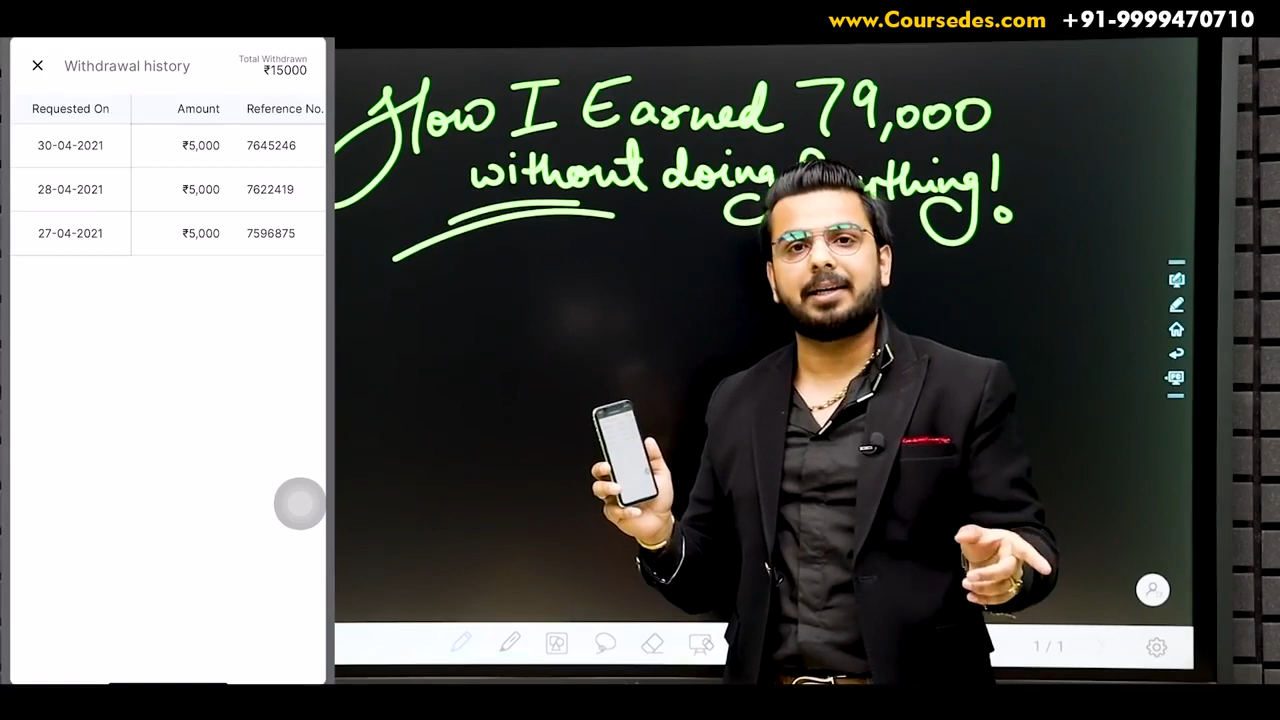 www.Coursedes.com +91-9999470710
Withdrawal history
Total Withdrawn
₹15000
Requested On Amount Reference No.
30-04-2021 ₹5,000 7645246
28-04-2021 ₹5,000 7622419
27-04-2021 ₹5,000 7596875
How I Earned 79,000
without doing Anything!
1/1